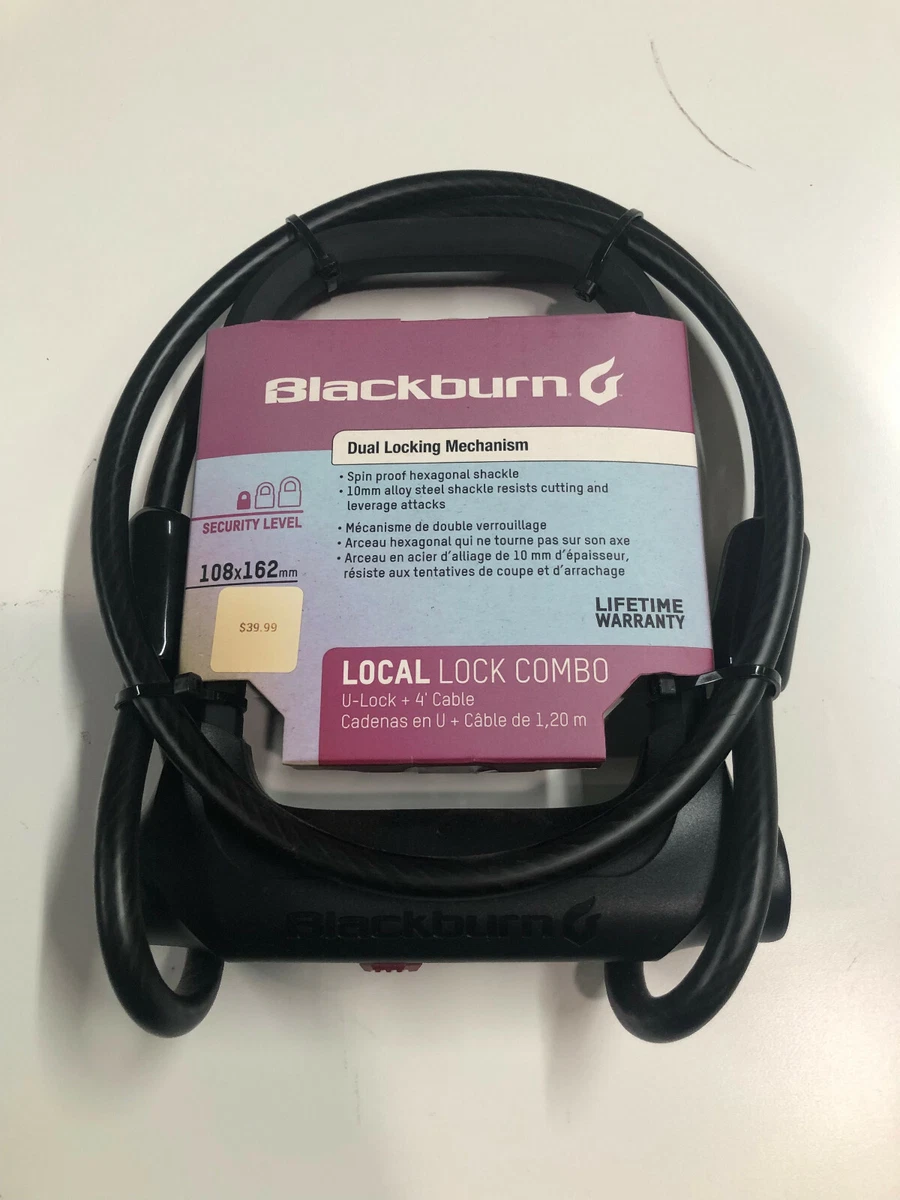 Blackburn
Dual Locking Mechanism
• Spin proof hexagonal shackle
• 10mm alloy steel shackle resists cutting and
leverage attacks
• Mécanisme de double verrouillage
• Arceau hexagonal qui ne tourne pas sur son axe
• Arceau en acier d'alliage de 10 mm d'épaisseur,
résiste aux tentatives de coupe et d'arrachage
SECURITY LEVEL
108x162mm
$39.99
LIFETIME
WARRANTY
LOCAL LOCK COMBO
U-Lock + 4' Cable
Cadenas en U + Câble de 1,20 m
Blackburn